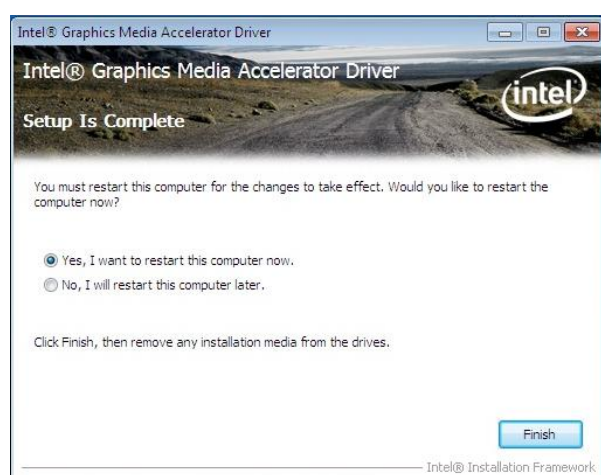 Intel® Graphics Media Accelerator Driver
Intel® Graphics Media Accelerator Driver
intel
Setup Is Complete
You must restart this computer for the changes to take effect. Would you like to restart the
computer now?
Yes, I want to restart this computer now.
No, I will restart this computer later.
Click Finish, then remove any installation media from the drives.
Finish
Intel® Installation Framework